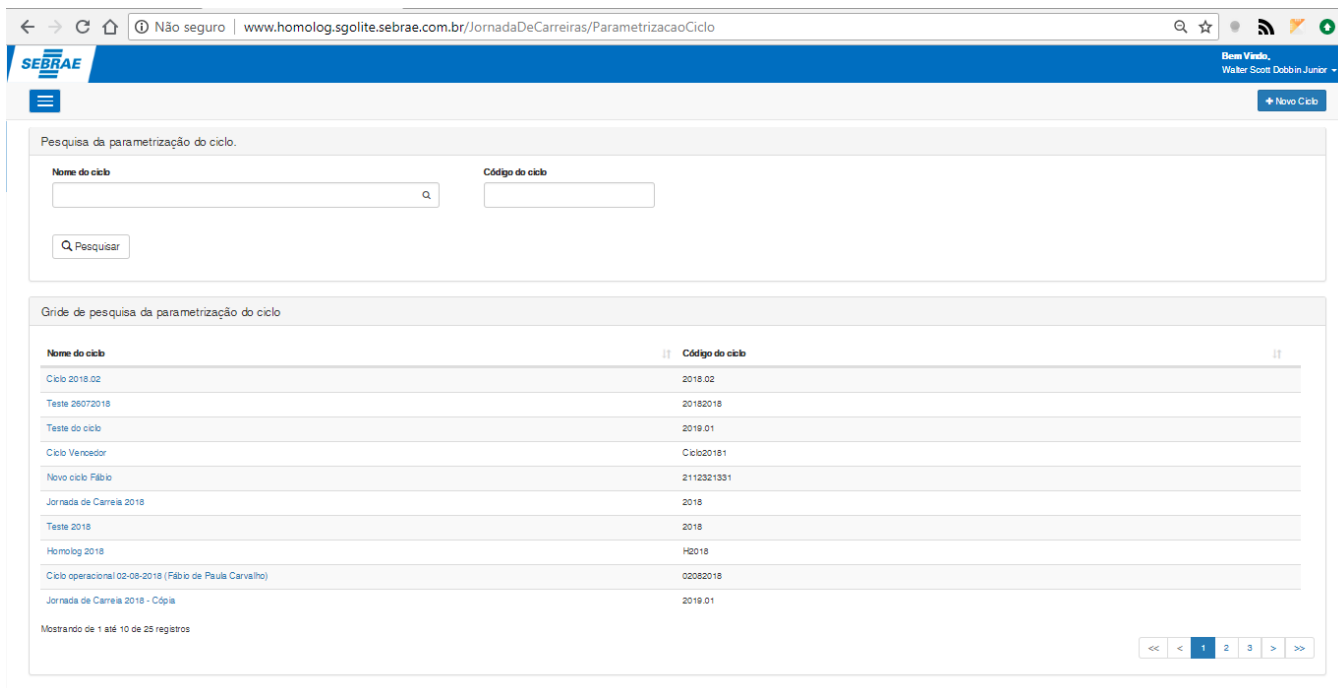 Não seguro | www.homolog.sgolite.sebrae.com.br/JornadaDeCarreiras/ParametrizacaoCiclo
SEBRAE
Bem Vindo,
Walter Scott Dobbin Junior
+ Novo Ciclo
Pesquisa da parametrização do ciclo.
Nome do ciclo Código do ciclo
Pesquisar
Gride de pesquisa da parametrização do ciclo
Nome do ciclo Código do ciclo
Ciclo 2018.02 2018.02
Teste 26072018 20182018
Teste do ciclo 2019.01
Ciclo Vencedor Ciclo20181
Novo ciclo Fábio 2112321331
Jornada de Carreia 2018 2018
Teste 2018 2018
Homolog 2018 H2018
Ciclo operacional 02-08-2018 (Fábio de Paula Carvalho) 02082018
Jornada de Carreia 2018 - Cópia 2019.01
Mostrando de 1 até 10 de 25 registros
<< < 1 2 3 > >>